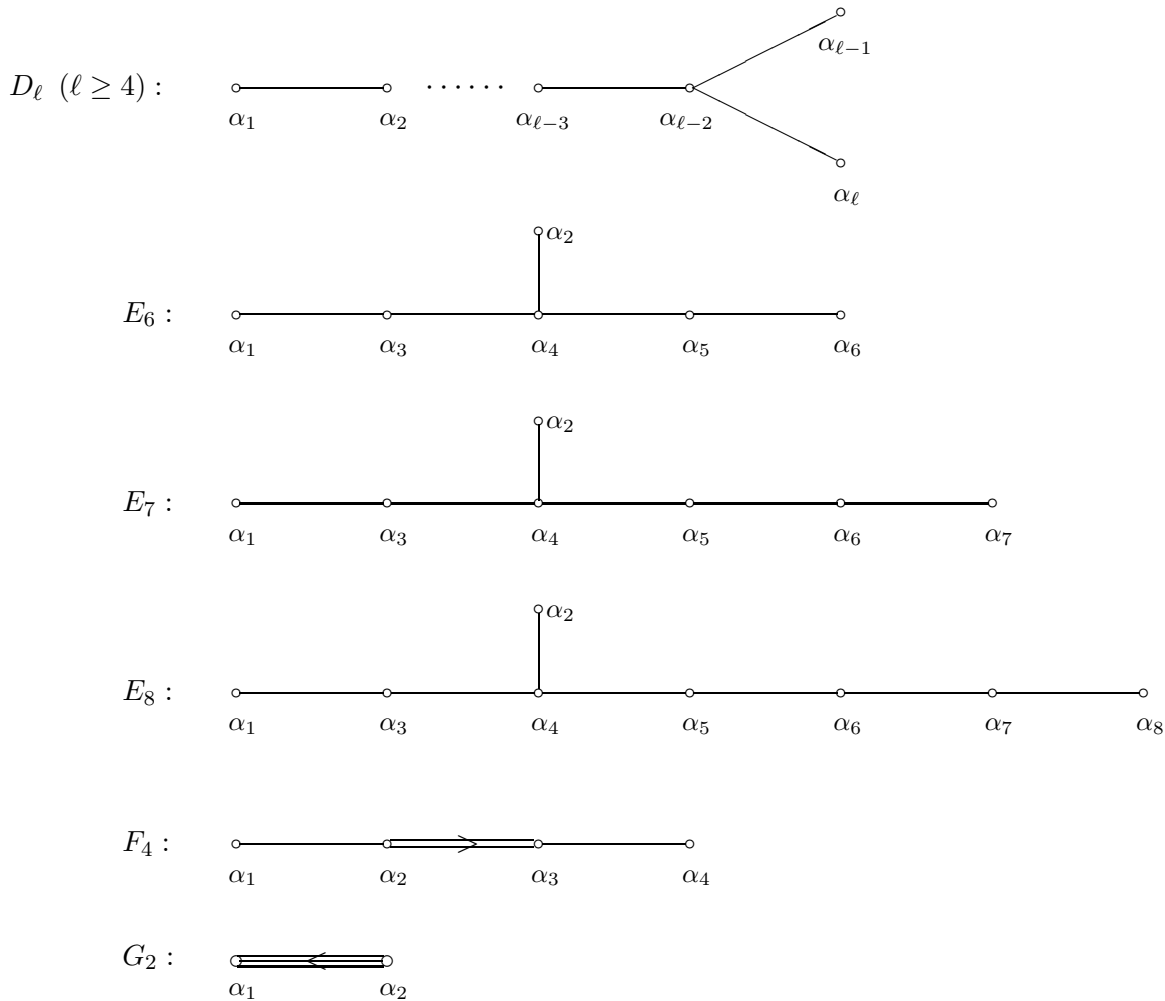 α_{ℓ−1}
D_ℓ (ℓ ≥ 4) : ······
α_1 α_2 α_{ℓ−3} α_{ℓ−2}
α_ℓ
α_2
E_6 :
α_1 α_3 α_4 α_5 α_6
α_2
E_7 :
α_1 α_3 α_4 α_5 α_6 α_7
α_2
E_8 :
α_1 α_3 α_4 α_5 α_6 α_7 α_8
F_4 :
α_1 α_2 α_3 α_4
G_2 :
α_1 α_2